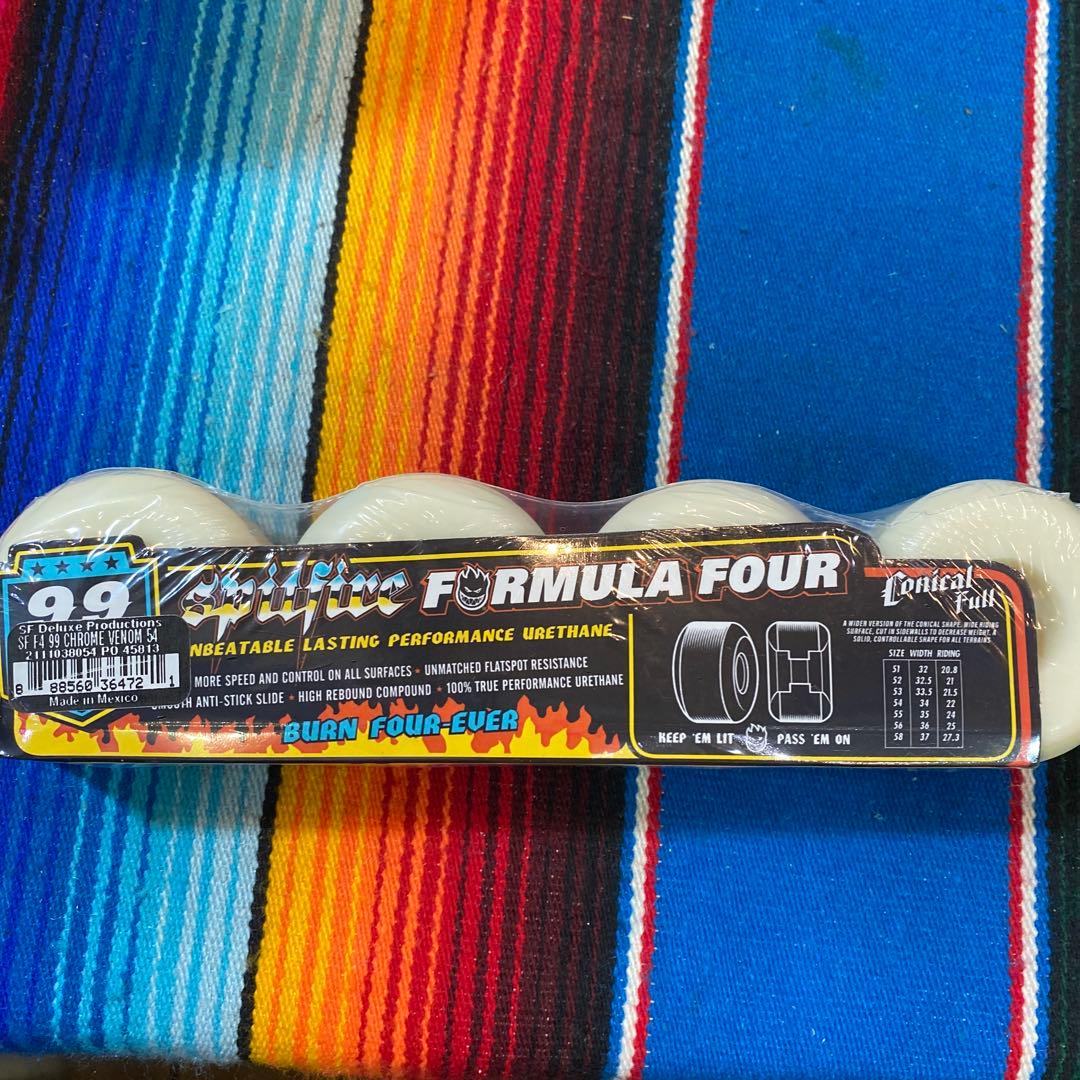 99
SF Deluxe Productions
SF F4 99 CHROME VENOM 54
2111038054 PO 45813
8 88560 36472 1
Made in Mexico
spitfire FORMULA FOUR
NBEATABLE LASTING PERFORMANCE URETHANE
MORE SPEED AND CONTROL ON ALL SURFACES • UNMATCHED FLATSPOT RESISTANCE
OOTH ANTI-STICK SLIDE • HIGH REBOUND COMPOUND • 100% TRUE PERFORMANCE URETHANE
BURN FOUR-EVER
KEEP 'EM LIT PASS 'EM ON
Conical
Full
A WIDER VERSION OF THE CONICAL SHAPE. WIDE RIDING
SURFACE, CUT IN SIDEWALLS TO DECREASE WEIGHT. A
SOLID, CONTROLLABLE SHAPE FOR ALL TERRAINS.
SIZE WIDTH RIDING
51 32 20.8
52 32.5 21
53 33.5 21.5
54 34 22
55 35 24
56 36 25
58 37 27.3